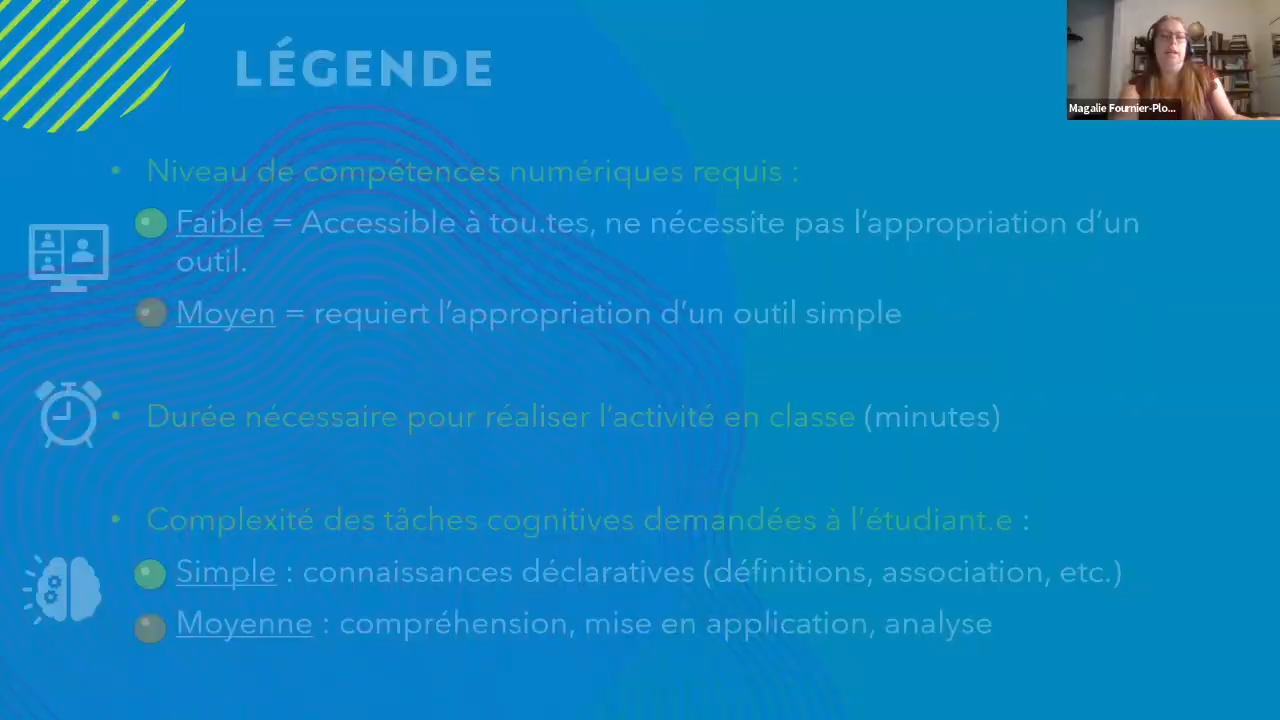 LÉGENDE
Magalie Fournier-Plo...
• Niveau de compétences numériques requis :
Faible = Accessible à tou.tes, ne nécessite pas l'appropriation d'un
outil.
Moyen = requiert l'appropriation d'un outil simple
• Durée nécessaire pour réaliser l'activité en classe (minutes)
• Complexité des tâches cognitives demandées à l'étudiant.e :
Simple : connaissances déclaratives (définitions, association, etc.)
Moyenne : compréhension, mise en application, analyse